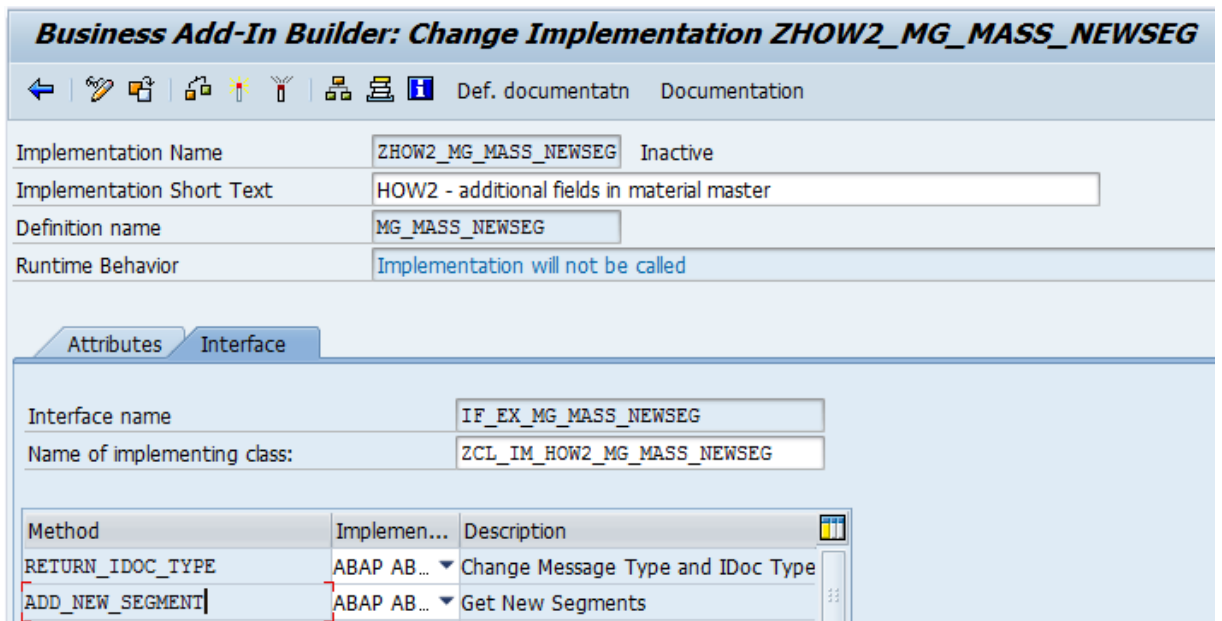 Business Add-In Builder: Change Implementation ZHOW2_MG_MASS_NEWSEG
Def. documentatn Documentation
Implementation Name ZHOW2_MG_MASS_NEWSEG Inactive
Implementation Short Text HOW2 - additional fields in material master
Definition name MG_MASS_NEWSEG
Runtime Behavior Implementation will not be called
Attributes Interface
Interface name IF_EX_MG_MASS_NEWSEG
Name of implementing class: ZCL_IM_HOW2_MG_MASS_NEWSEG
Method Implemen... Description
RETURN_IDOC_TYPE ABAP AB... Change Message Type and IDoc Type
ADD_NEW_SEGMENT ABAP AB... Get New Segments